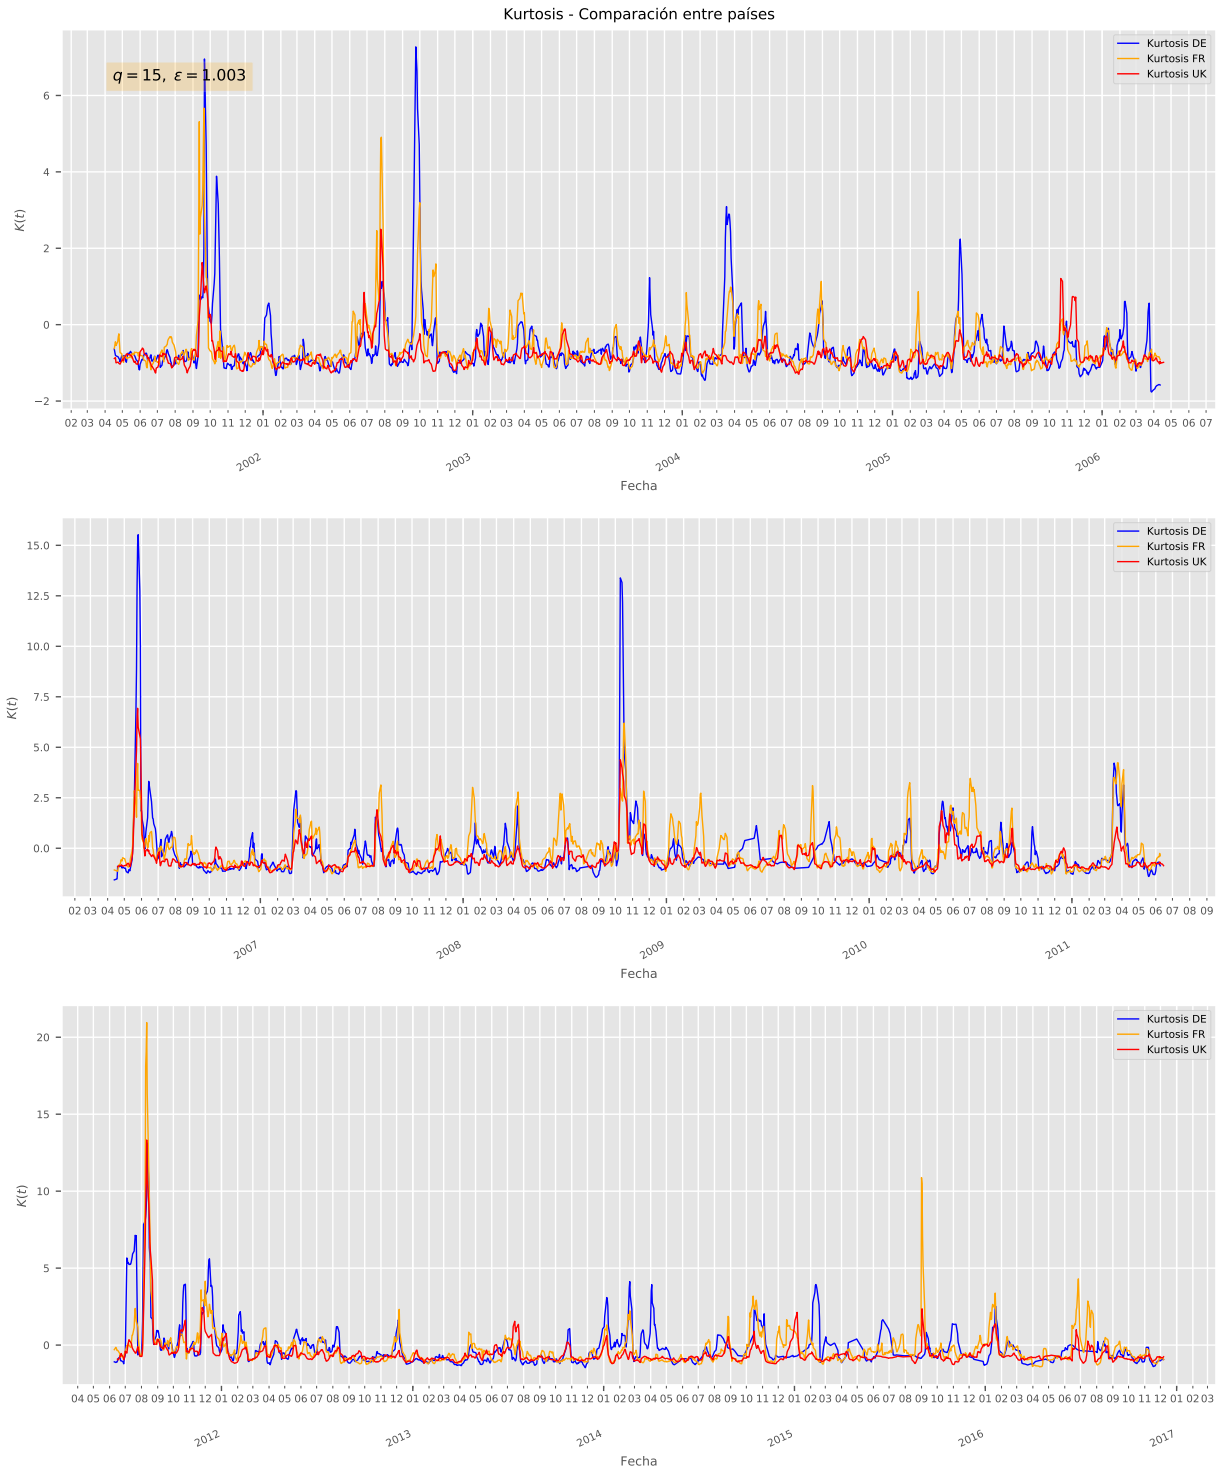 Kurtosis - Comparación entre países
q = 15, ε = 1.003
Kurtosis DE
Kurtosis FR
Kurtosis UK
6
4
2
0
−2
K(t)
02 03 04 05 06 07 08 09 10 11 12 01 02 03 04 05 06 07 08 09 10 11 12 01 02 03 04 05 06 07 08 09 10 11 12 01 02 03 04 05 06 07 08 09 10 11 12 01 02 03 04 05 06 07 08 09 10 11 12 01 02 03 04 05 06 07
2002 2003 2004 2005 2006
Fecha
Kurtosis DE
Kurtosis FR
Kurtosis UK
15.0
12.5
10.0
7.5
5.0
2.5
0.0
K(t)
02 03 04 05 06 07 08 09 10 11 12 01 02 03 04 05 06 07 08 09 10 11 12 01 02 03 04 05 06 07 08 09 10 11 12 01 02 03 04 05 06 07 08 09 10 11 12 01 02 03 04 05 06 07 08 09 10 11 12 01 02 03 04 05 06 07 08 09
2007 2008 2009 2010 2011
Fecha
Kurtosis DE
Kurtosis FR
Kurtosis UK
20
15
10
5
0
K(t)
04 05 06 07 08 09 10 11 12 01 02 03 04 05 06 07 08 09 10 11 12 01 02 03 04 05 06 07 08 09 10 11 12 01 02 03 04 05 06 07 08 09 10 11 12 01 02 03 04 05 06 07 08 09 10 11 12 01 02 03 04 05 06 07 08 09 10 11 12 01 02 03
2012 2013 2014 2015 2016 2017
Fecha